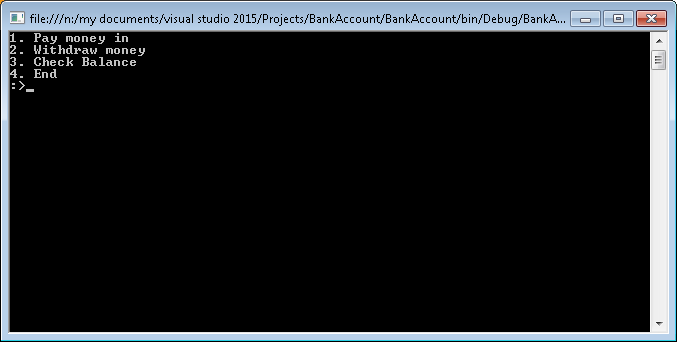 file:///n:/my documents/visual studio 2015/Projects/BankAccount/BankAccount/bin/Debug/BankA...
1. Pay money in
2. Withdraw money
3. Check Balance
4. End
:>_